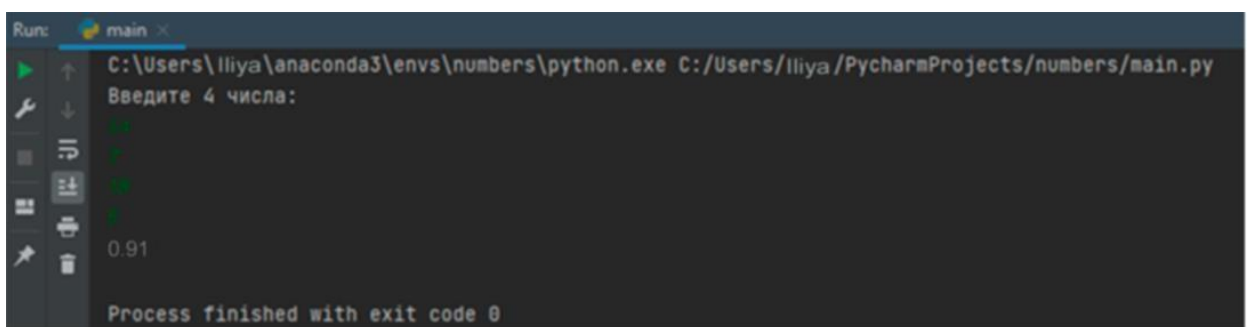 Run:
main
C:\Users\Iliya\anaconda3\envs\numbers\python.exe C:/Users/Iliya/PycharmProjects/numbers/main.py
Введите 4 числа:
0.91
Process finished with exit code 0